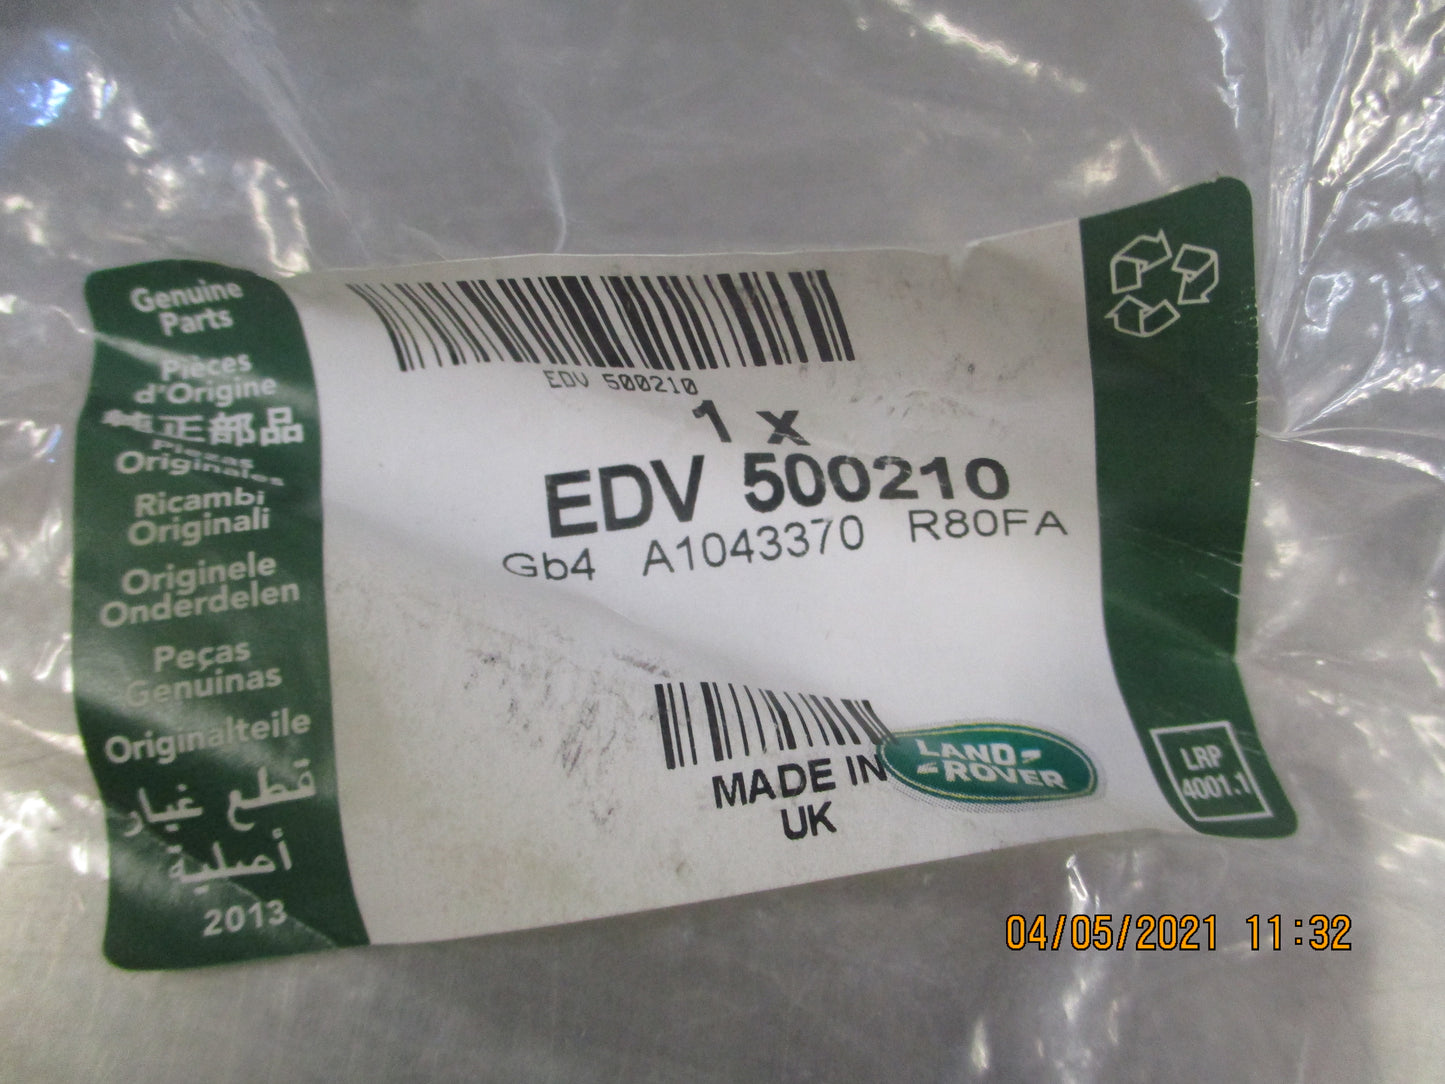 Genuine
Parts
Pièces
d'Origine
純正部品
Piezas
Originales
Ricambi
Originali
Originele
Onderdelen
Peças
Genuinas
Originalteile
قطع غيار
أصلية
2013
EDV 500210
1 x
EDV 500210
Gb4 A1043370 R80FA
MADE IN
UK
LAND
ROVER
LRP
4001.1
04/05/2021 11:32